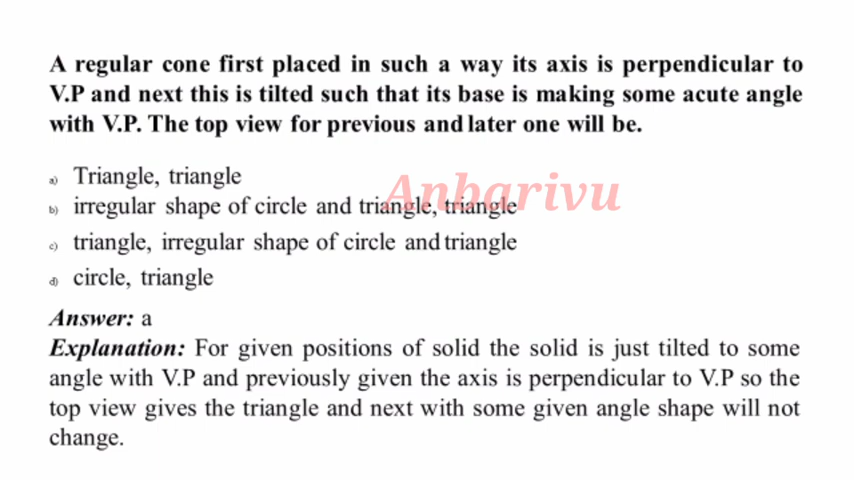 A regular cone first placed in such a way its axis is perpendicular to
V.P and next this is tilted such that its base is making some acute angle
with V.P. The top view for previous and later one will be.
a) Triangle, triangle
Anbarivu
b) irregular shape of circle and triangle, triangle
c) triangle, irregular shape of circle and triangle
d) circle, triangle
Answer: a
Explanation: For given positions of solid the solid is just tilted to some
angle with V.P and previously given the axis is perpendicular to V.P so the
top view gives the triangle and next with some given angle shape will not
change.